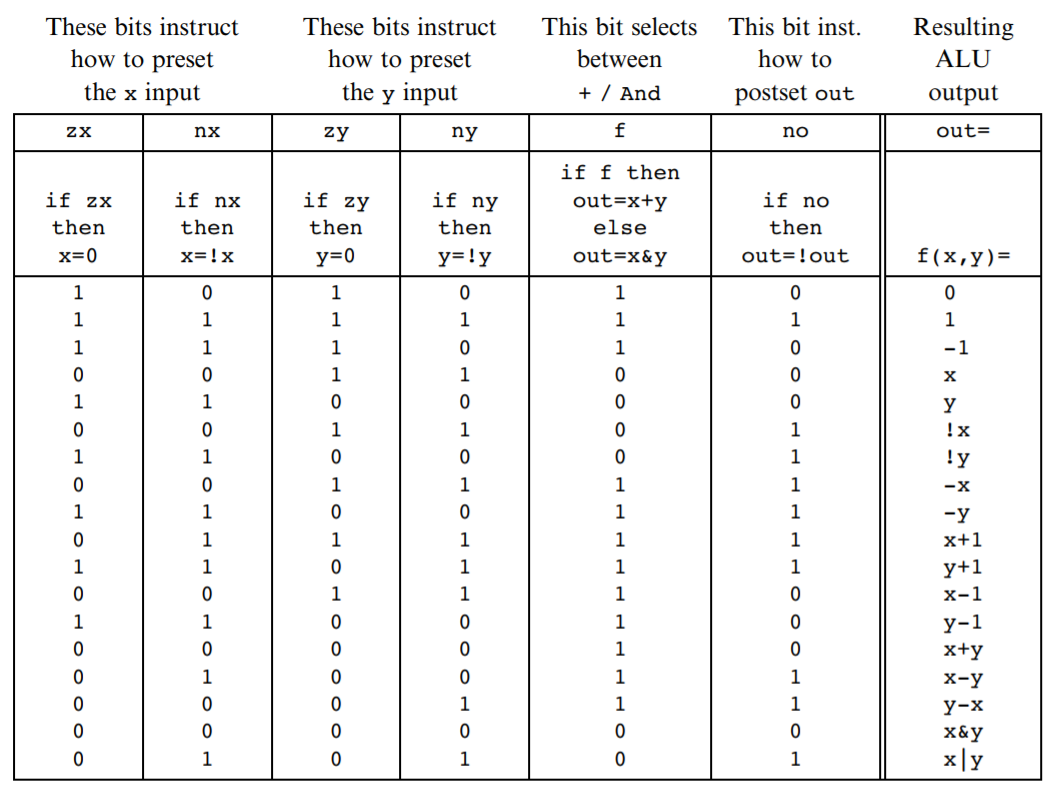 These bits instruct how to preset the x input | These bits instruct how to preset the y input | This bit selects between + / And | This bit inst. how to postset out | Resulting ALU output
zx | nx | zy | ny | f | no | out=
if zx then x=0 | if nx then x=!x | if zy then y=0 | if ny then y=!y | if f then out=x+y else out=x&y | if no then out=!out | f(x,y)=
1 | 0 | 1 | 0 | 1 | 0 | 0
1 | 1 | 1 | 1 | 1 | 1 | 1
1 | 1 | 1 | 0 | 1 | 0 | -1
0 | 0 | 1 | 1 | 0 | 0 | x
1 | 1 | 0 | 0 | 0 | 0 | y
0 | 0 | 1 | 1 | 0 | 1 | !x
1 | 1 | 0 | 0 | 0 | 1 | !y
0 | 0 | 1 | 1 | 1 | 1 | -x
1 | 1 | 0 | 0 | 1 | 1 | -y
0 | 1 | 1 | 1 | 1 | 1 | x+1
1 | 1 | 0 | 1 | 1 | 1 | y+1
0 | 0 | 1 | 1 | 1 | 0 | x-1
1 | 1 | 0 | 0 | 1 | 0 | y-1
0 | 0 | 0 | 0 | 1 | 0 | x+y
0 | 1 | 0 | 0 | 1 | 1 | x-y
0 | 0 | 0 | 1 | 1 | 1 | y-x
0 | 0 | 0 | 0 | 0 | 0 | x&y
0 | 1 | 0 | 1 | 0 | 1 | x|y